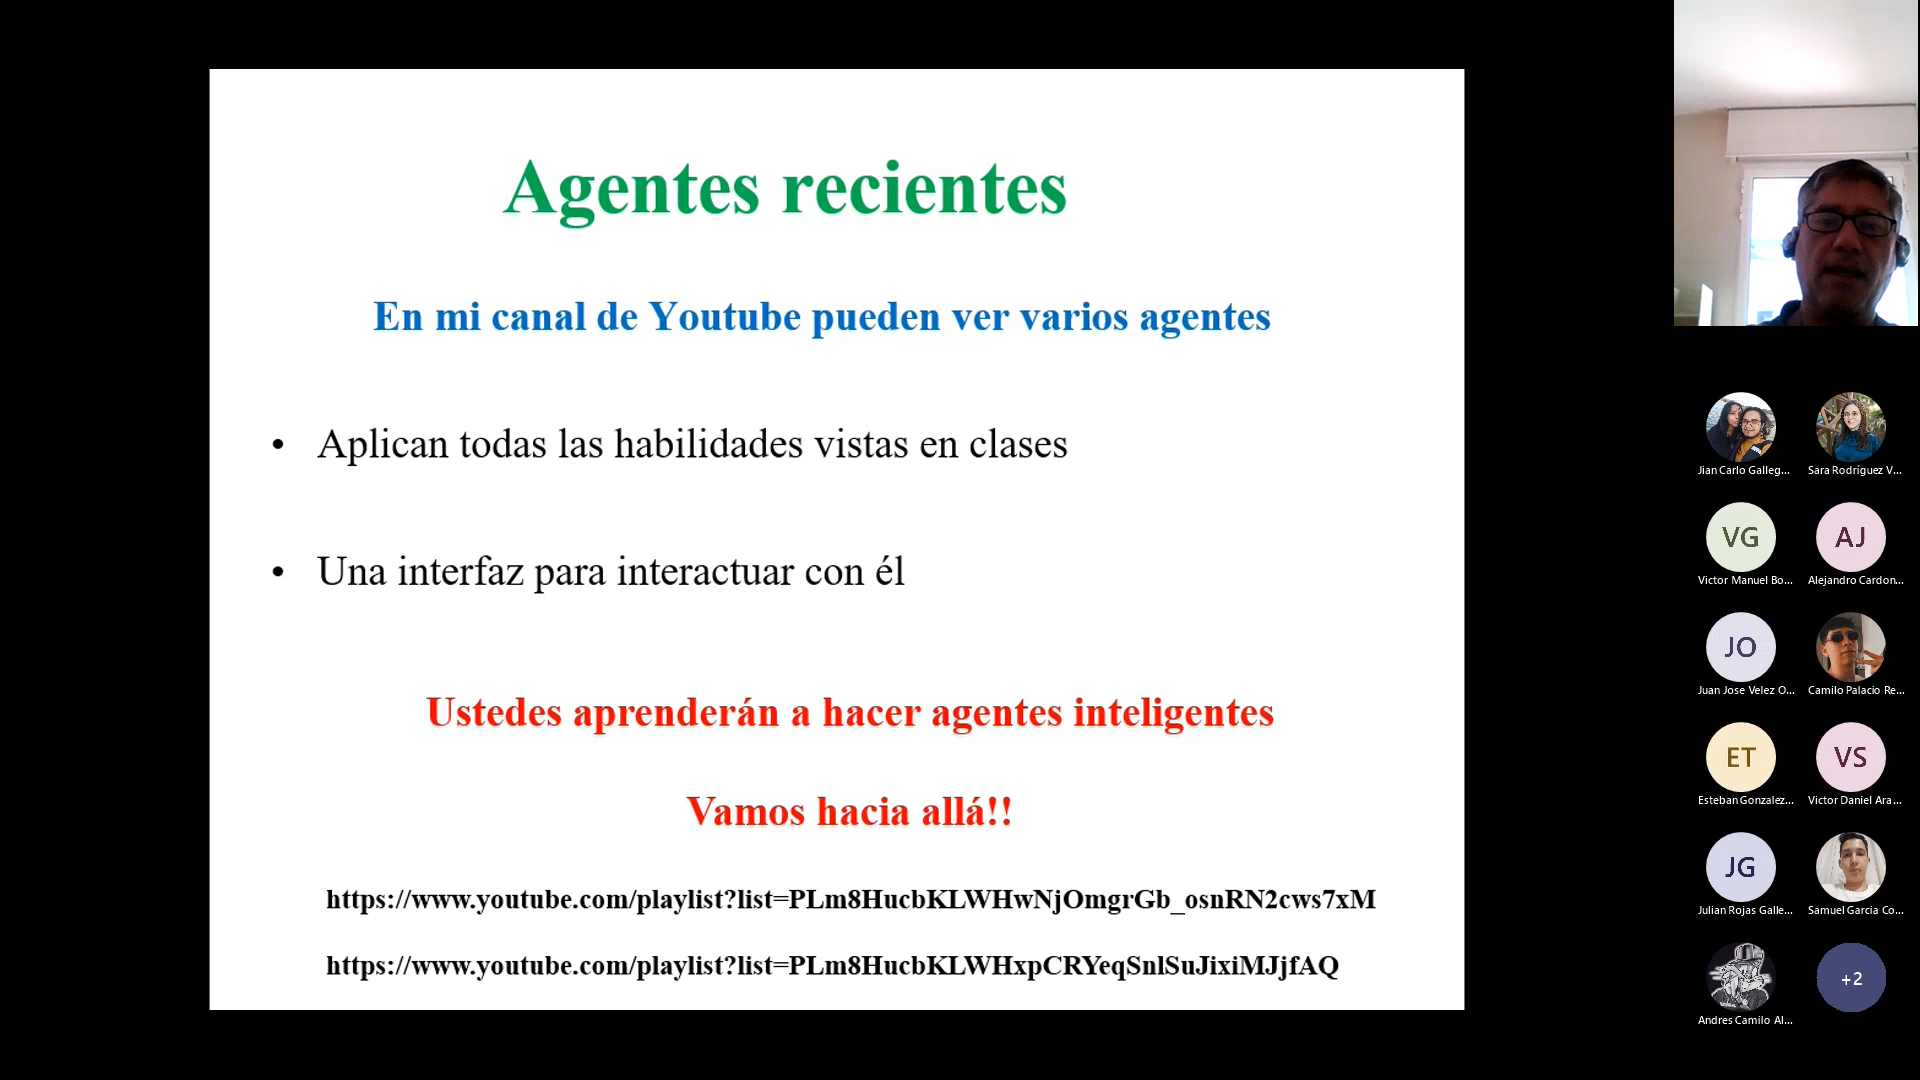 Agentes recientes
En mi canal de Youtube pueden ver varios agentes
• Aplican todas las habilidades vistas en clases
• Una interfaz para interactuar con él
Ustedes aprenderán a hacer agentes inteligentes
Vamos hacia allá!!
https://www.youtube.com/playlist?list=PLm8HucbKLWHwNjOmgrGb_osnRN2cws7xM
https://www.youtube.com/playlist?list=PLm8HucbKLWHxpCRYeqSnlSuJixiMJjfAQ
Jian Carlo Galleg...
Sara Rodríguez V...
VG
AJ
Victor Manuel Bo...
Alejandro Cardon...
JO
Juan Jose Velez O...
Camilo Palacio Re...
ET
VS
Esteban Gonzalez...
Victor Daniel Ara...
JG
Julian Rojas Galle...
Samuel Garcia Co...
+2
Andres Camilo Al...